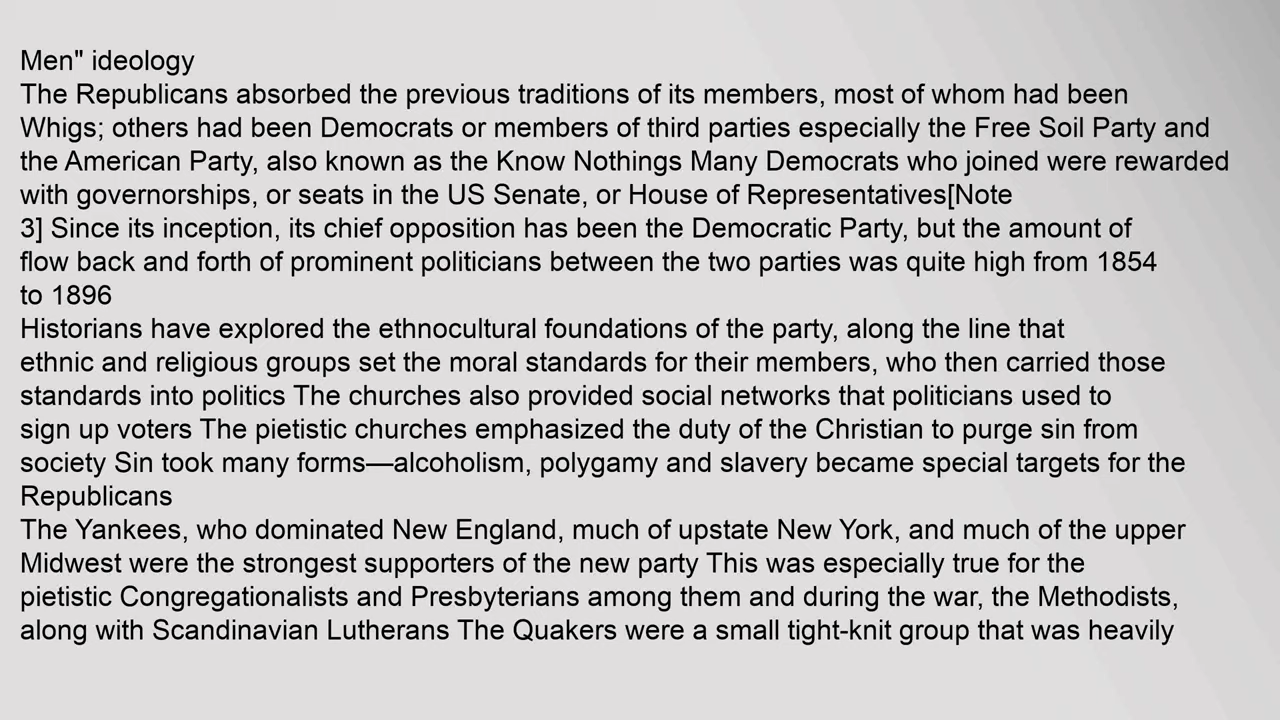 Men" ideology
The Republicans absorbed the previous traditions of its members, most of whom had been
Whigs; others had been Democrats or members of third parties especially the Free Soil Party and
the American Party, also known as the Know Nothings Many Democrats who joined were rewarded
with governorships, or seats in the US Senate, or House of Representatives[Note
3] Since its inception, its chief opposition has been the Democratic Party, but the amount of
flow back and forth of prominent politicians between the two parties was quite high from 1854
to 1896
Historians have explored the ethnocultural foundations of the party, along the line that
ethnic and religious groups set the moral standards for their members, who then carried those
standards into politics The churches also provided social networks that politicians used to
sign up voters The pietistic churches emphasized the duty of the Christian to purge sin from
society Sin took many forms—alcoholism, polygamy and slavery became special targets for the
Republicans
The Yankees, who dominated New England, much of upstate New York, and much of the upper
Midwest were the strongest supporters of the new party This was especially true for the
pietistic Congregationalists and Presbyterians among them and during the war, the Methodists,
along with Scandinavian Lutherans The Quakers were a small tight-knit group that was heavily